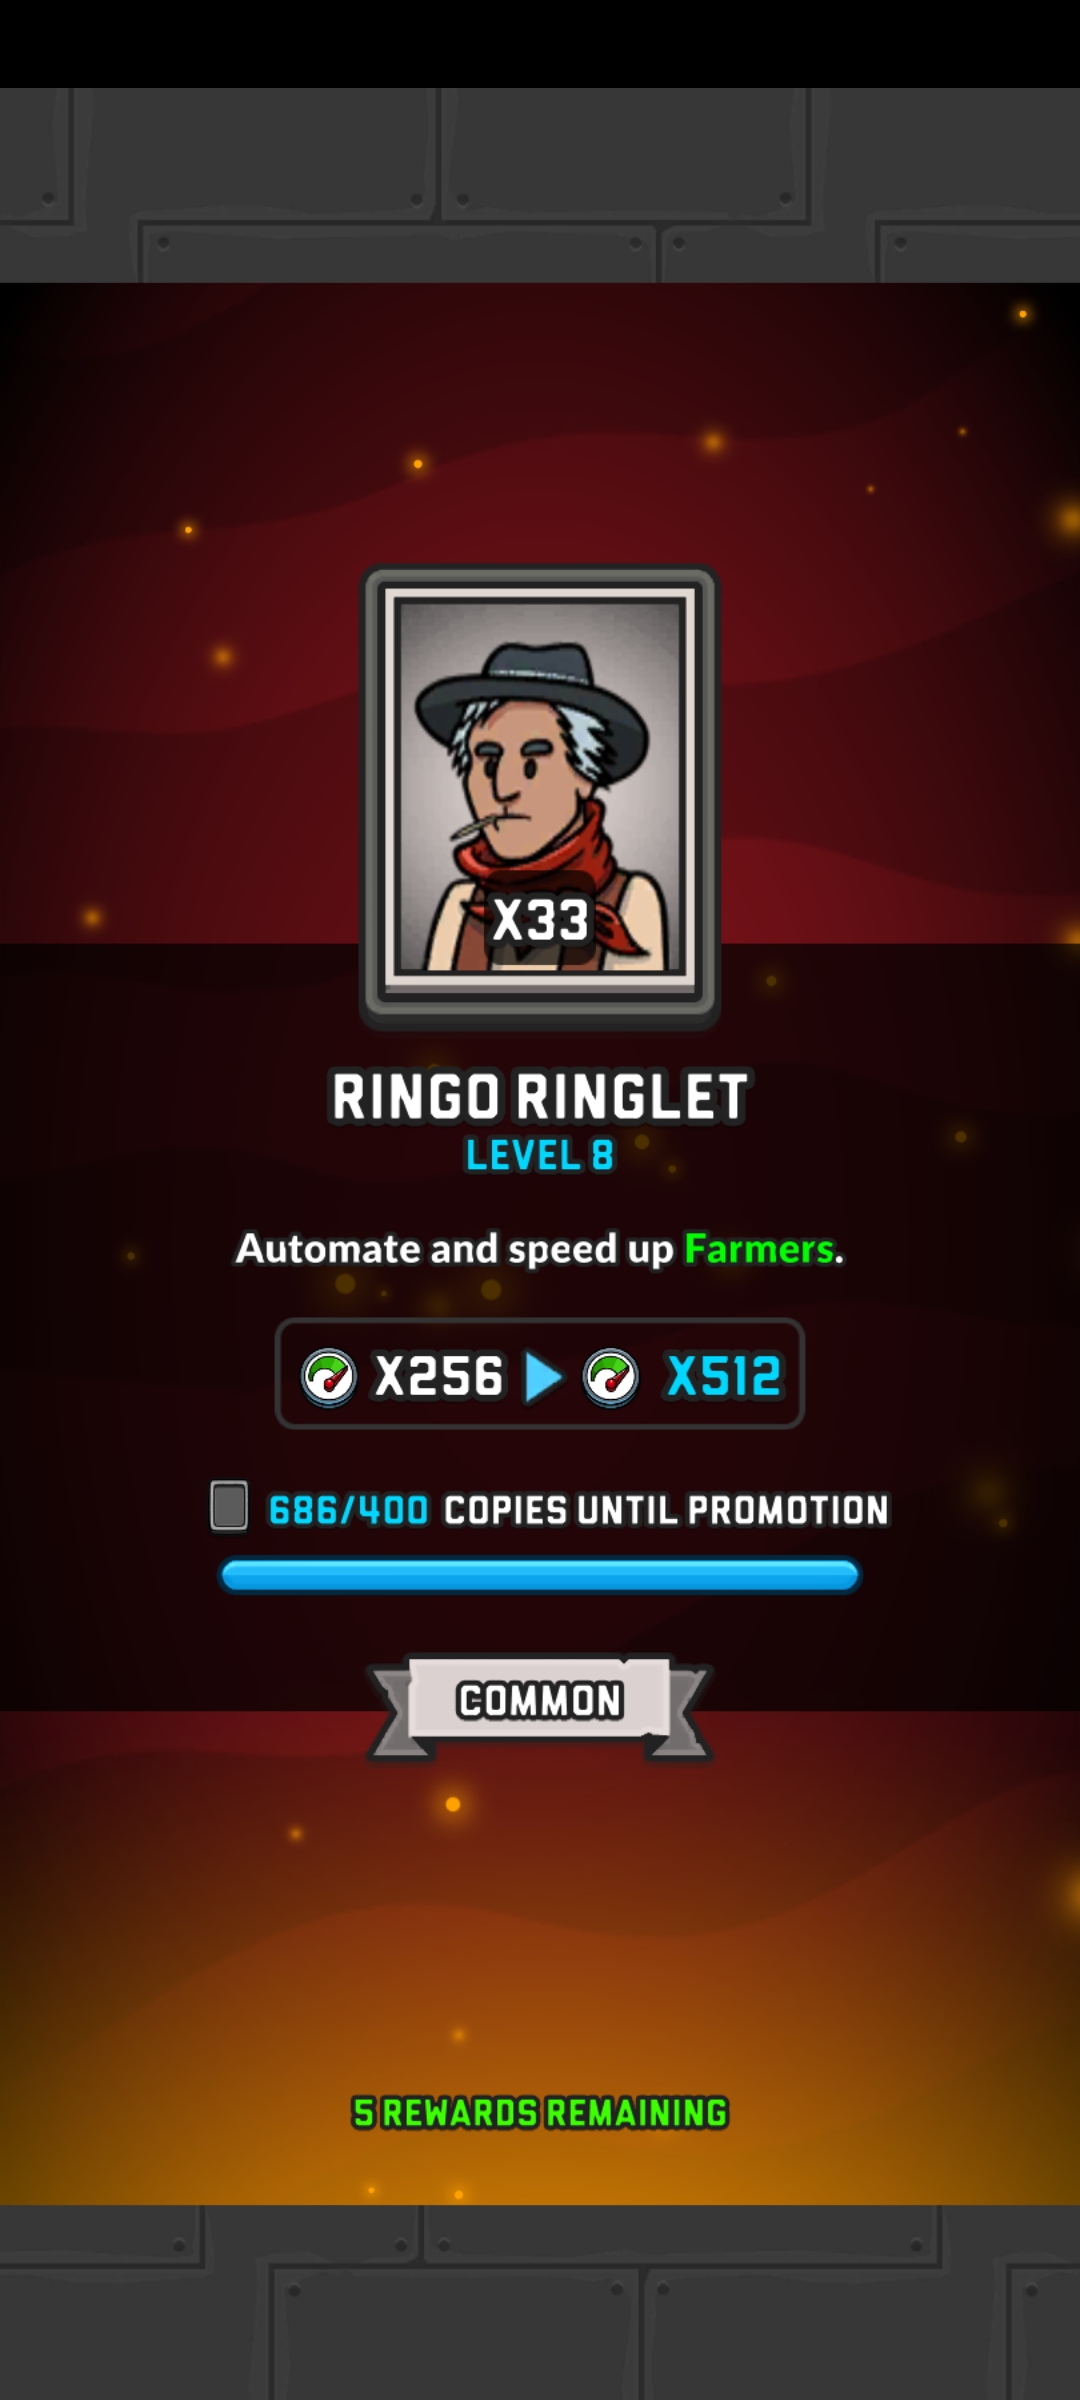 X33
RINGO RINGLET
LEVEL 8
Automate and speed up Farmers.
X256 X512
686/400 COPIES UNTIL PROMOTION
COMMON
5 REWARDS REMAINING